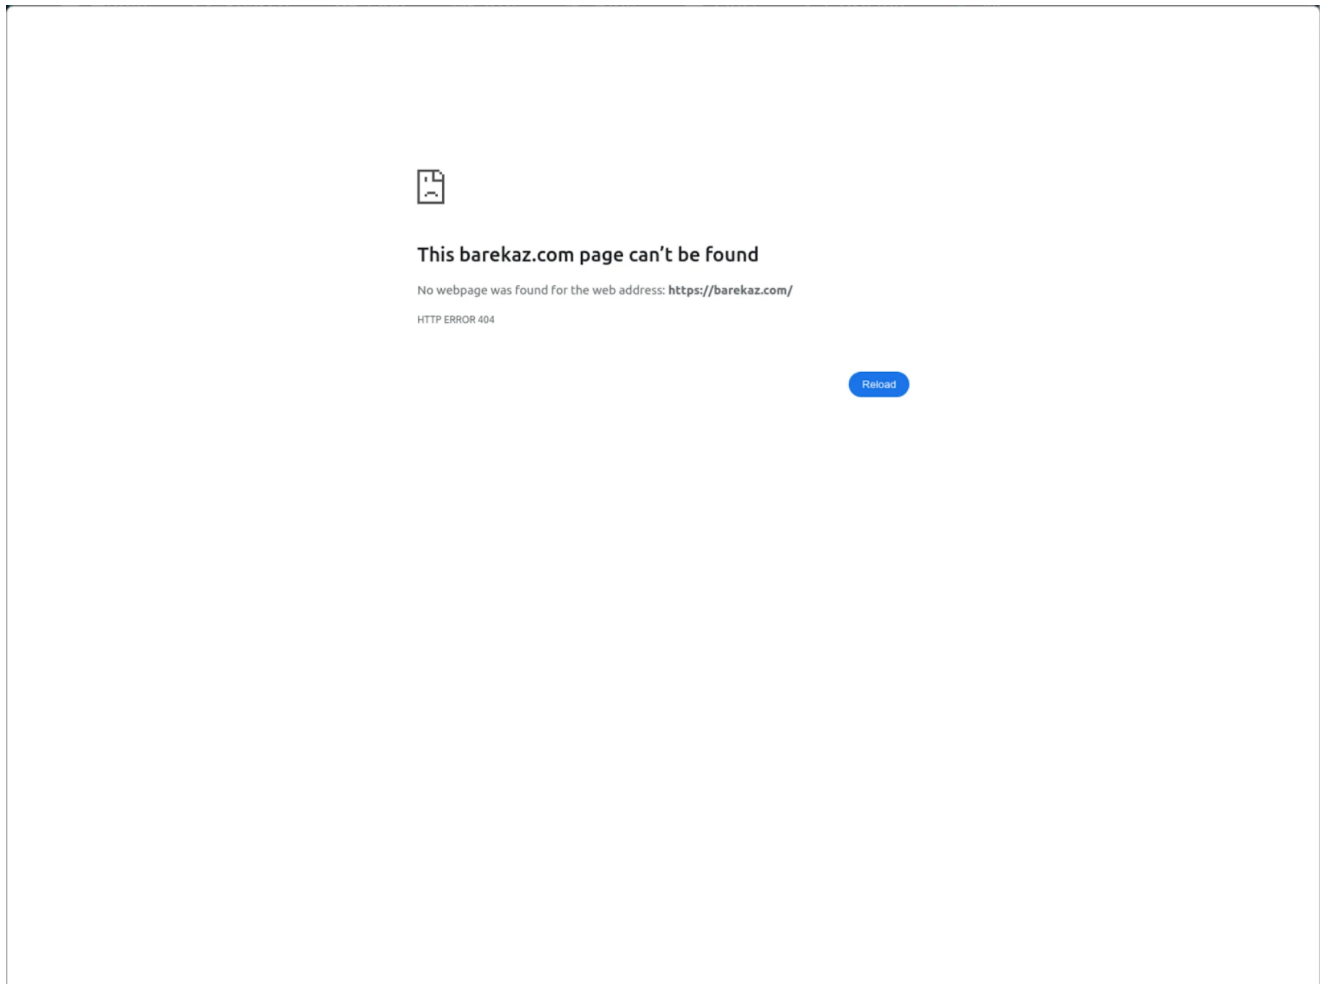 This barekaz.com page can’t be found
No webpage was found for the web address: https://barekaz.com/
HTTP ERROR 404
Reload